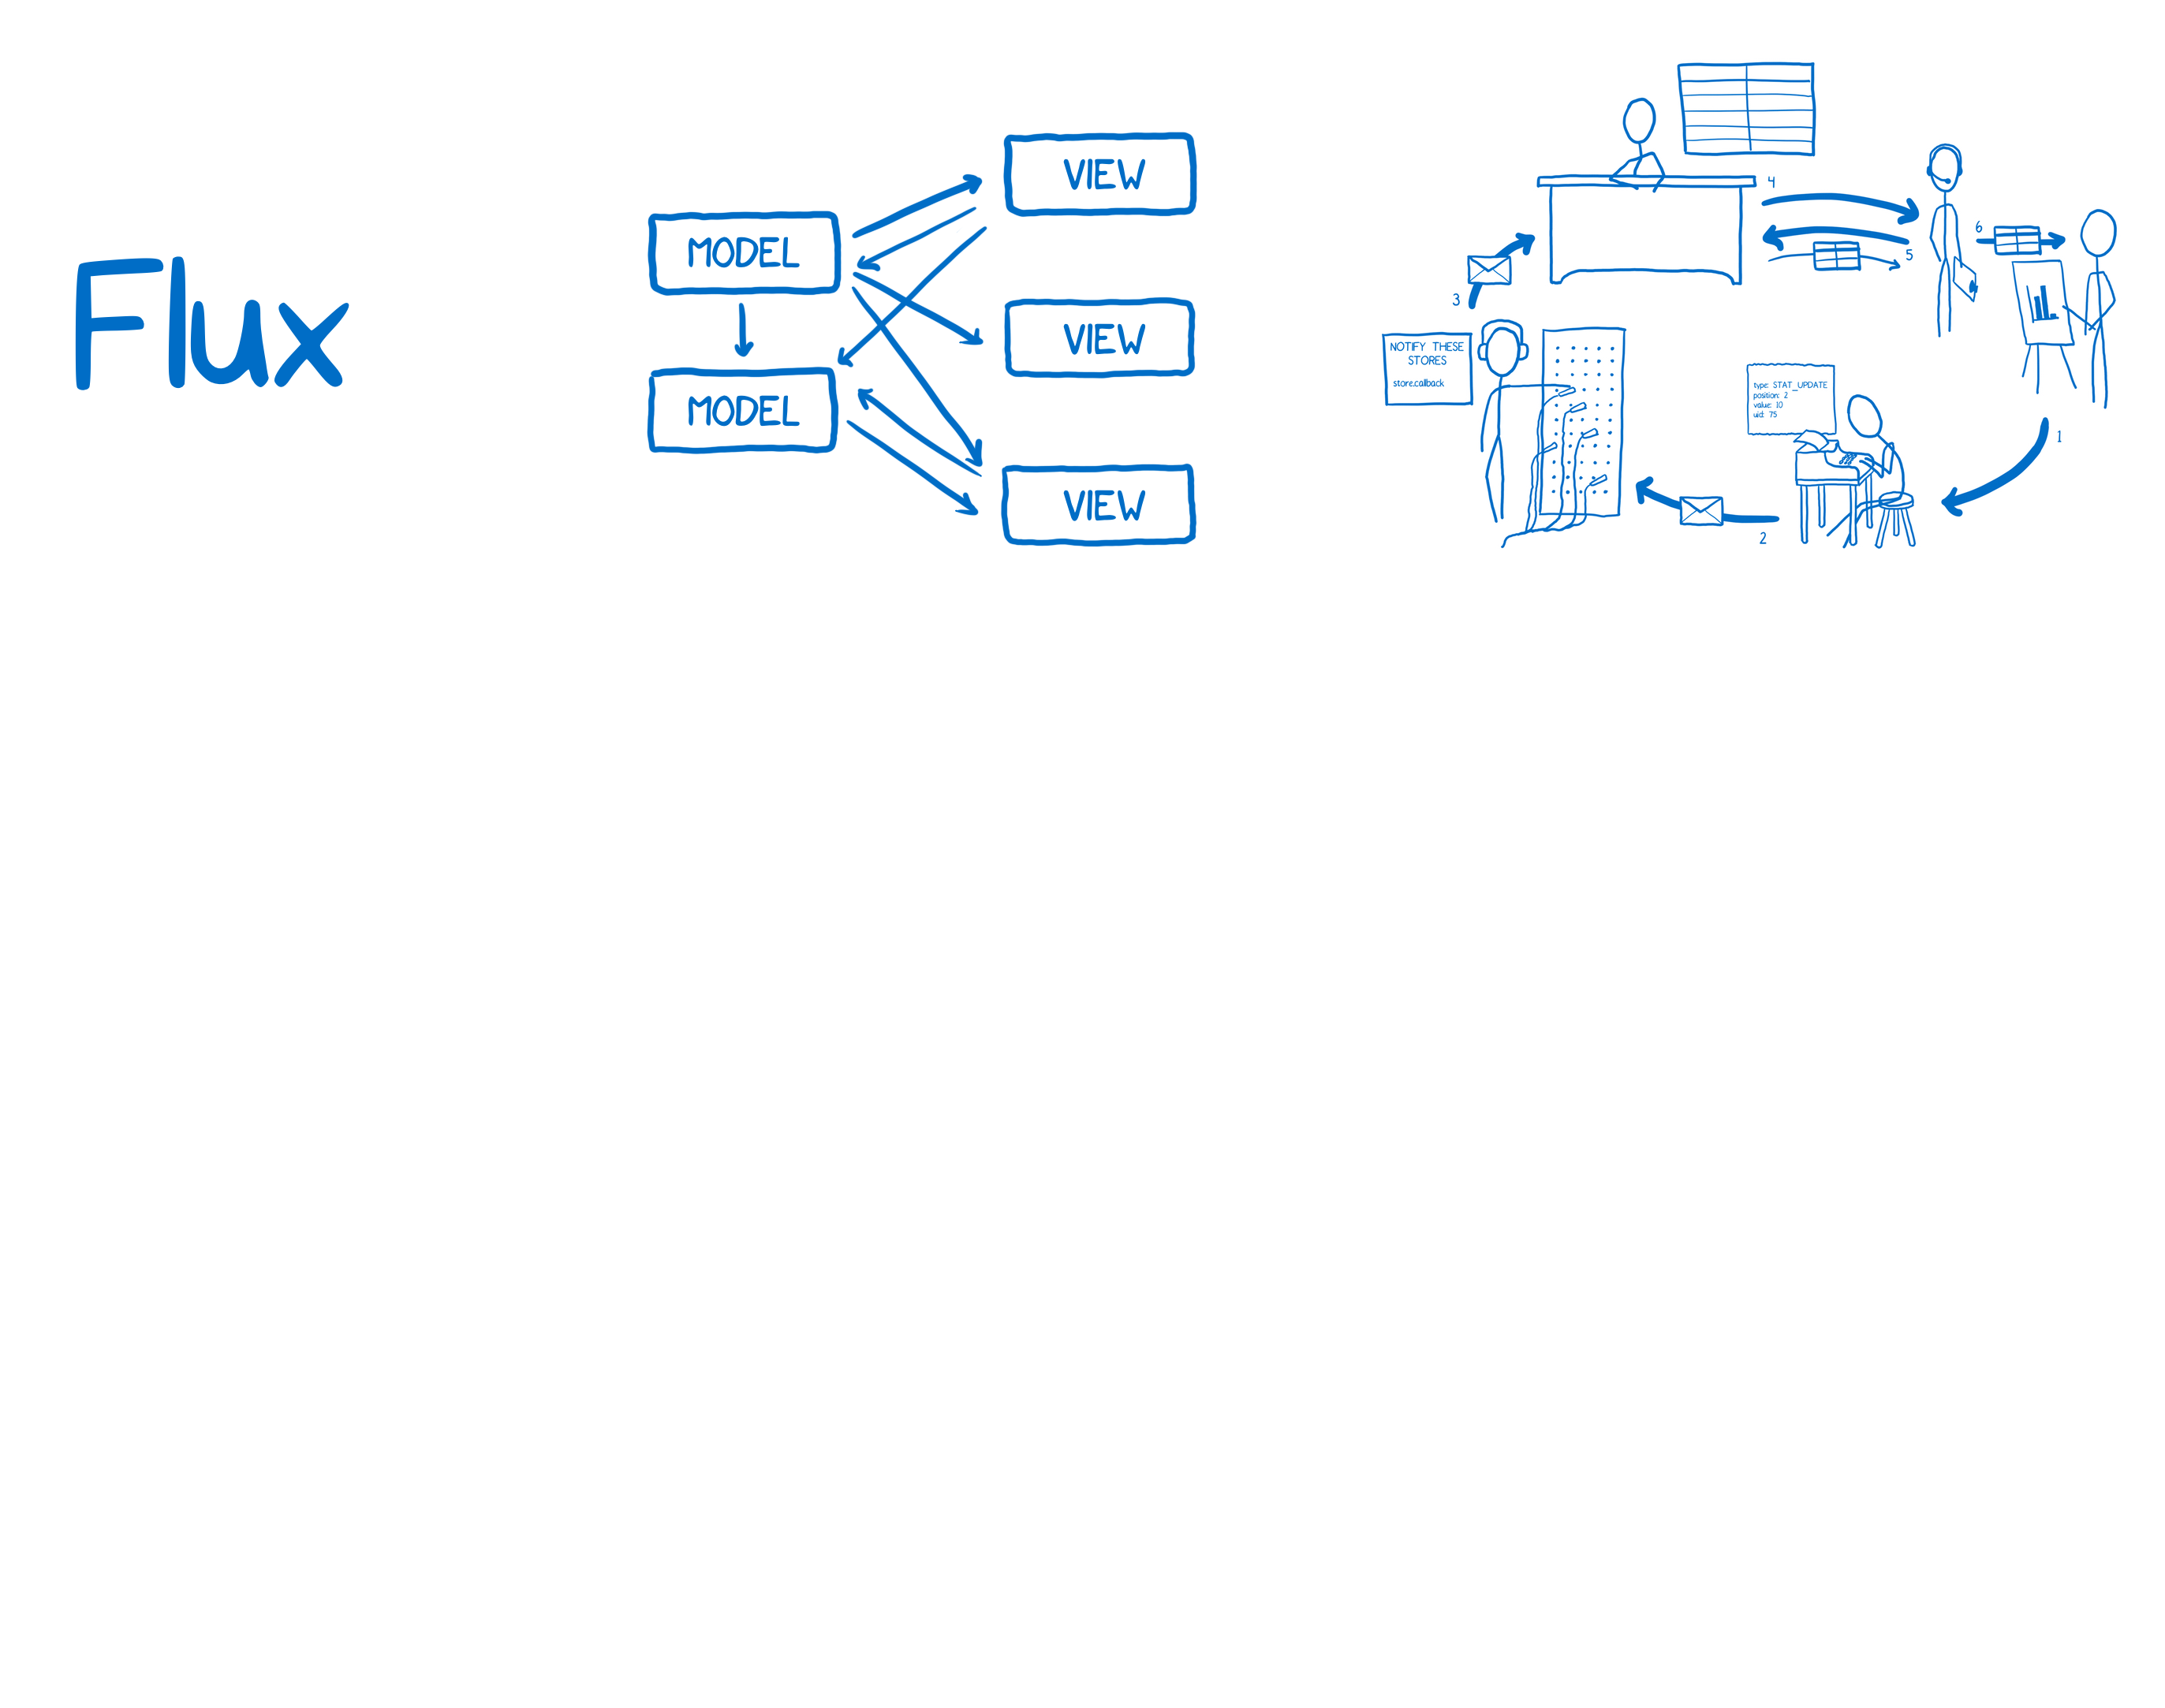 Flux
MODEL
MODEL
VIEW
VIEW
VIEW
4
6
5
3
NOTIFY THESE
STORES
store.callback
type: STAT_UPDATE
position: 2
value: 10
uid: 75
1
2